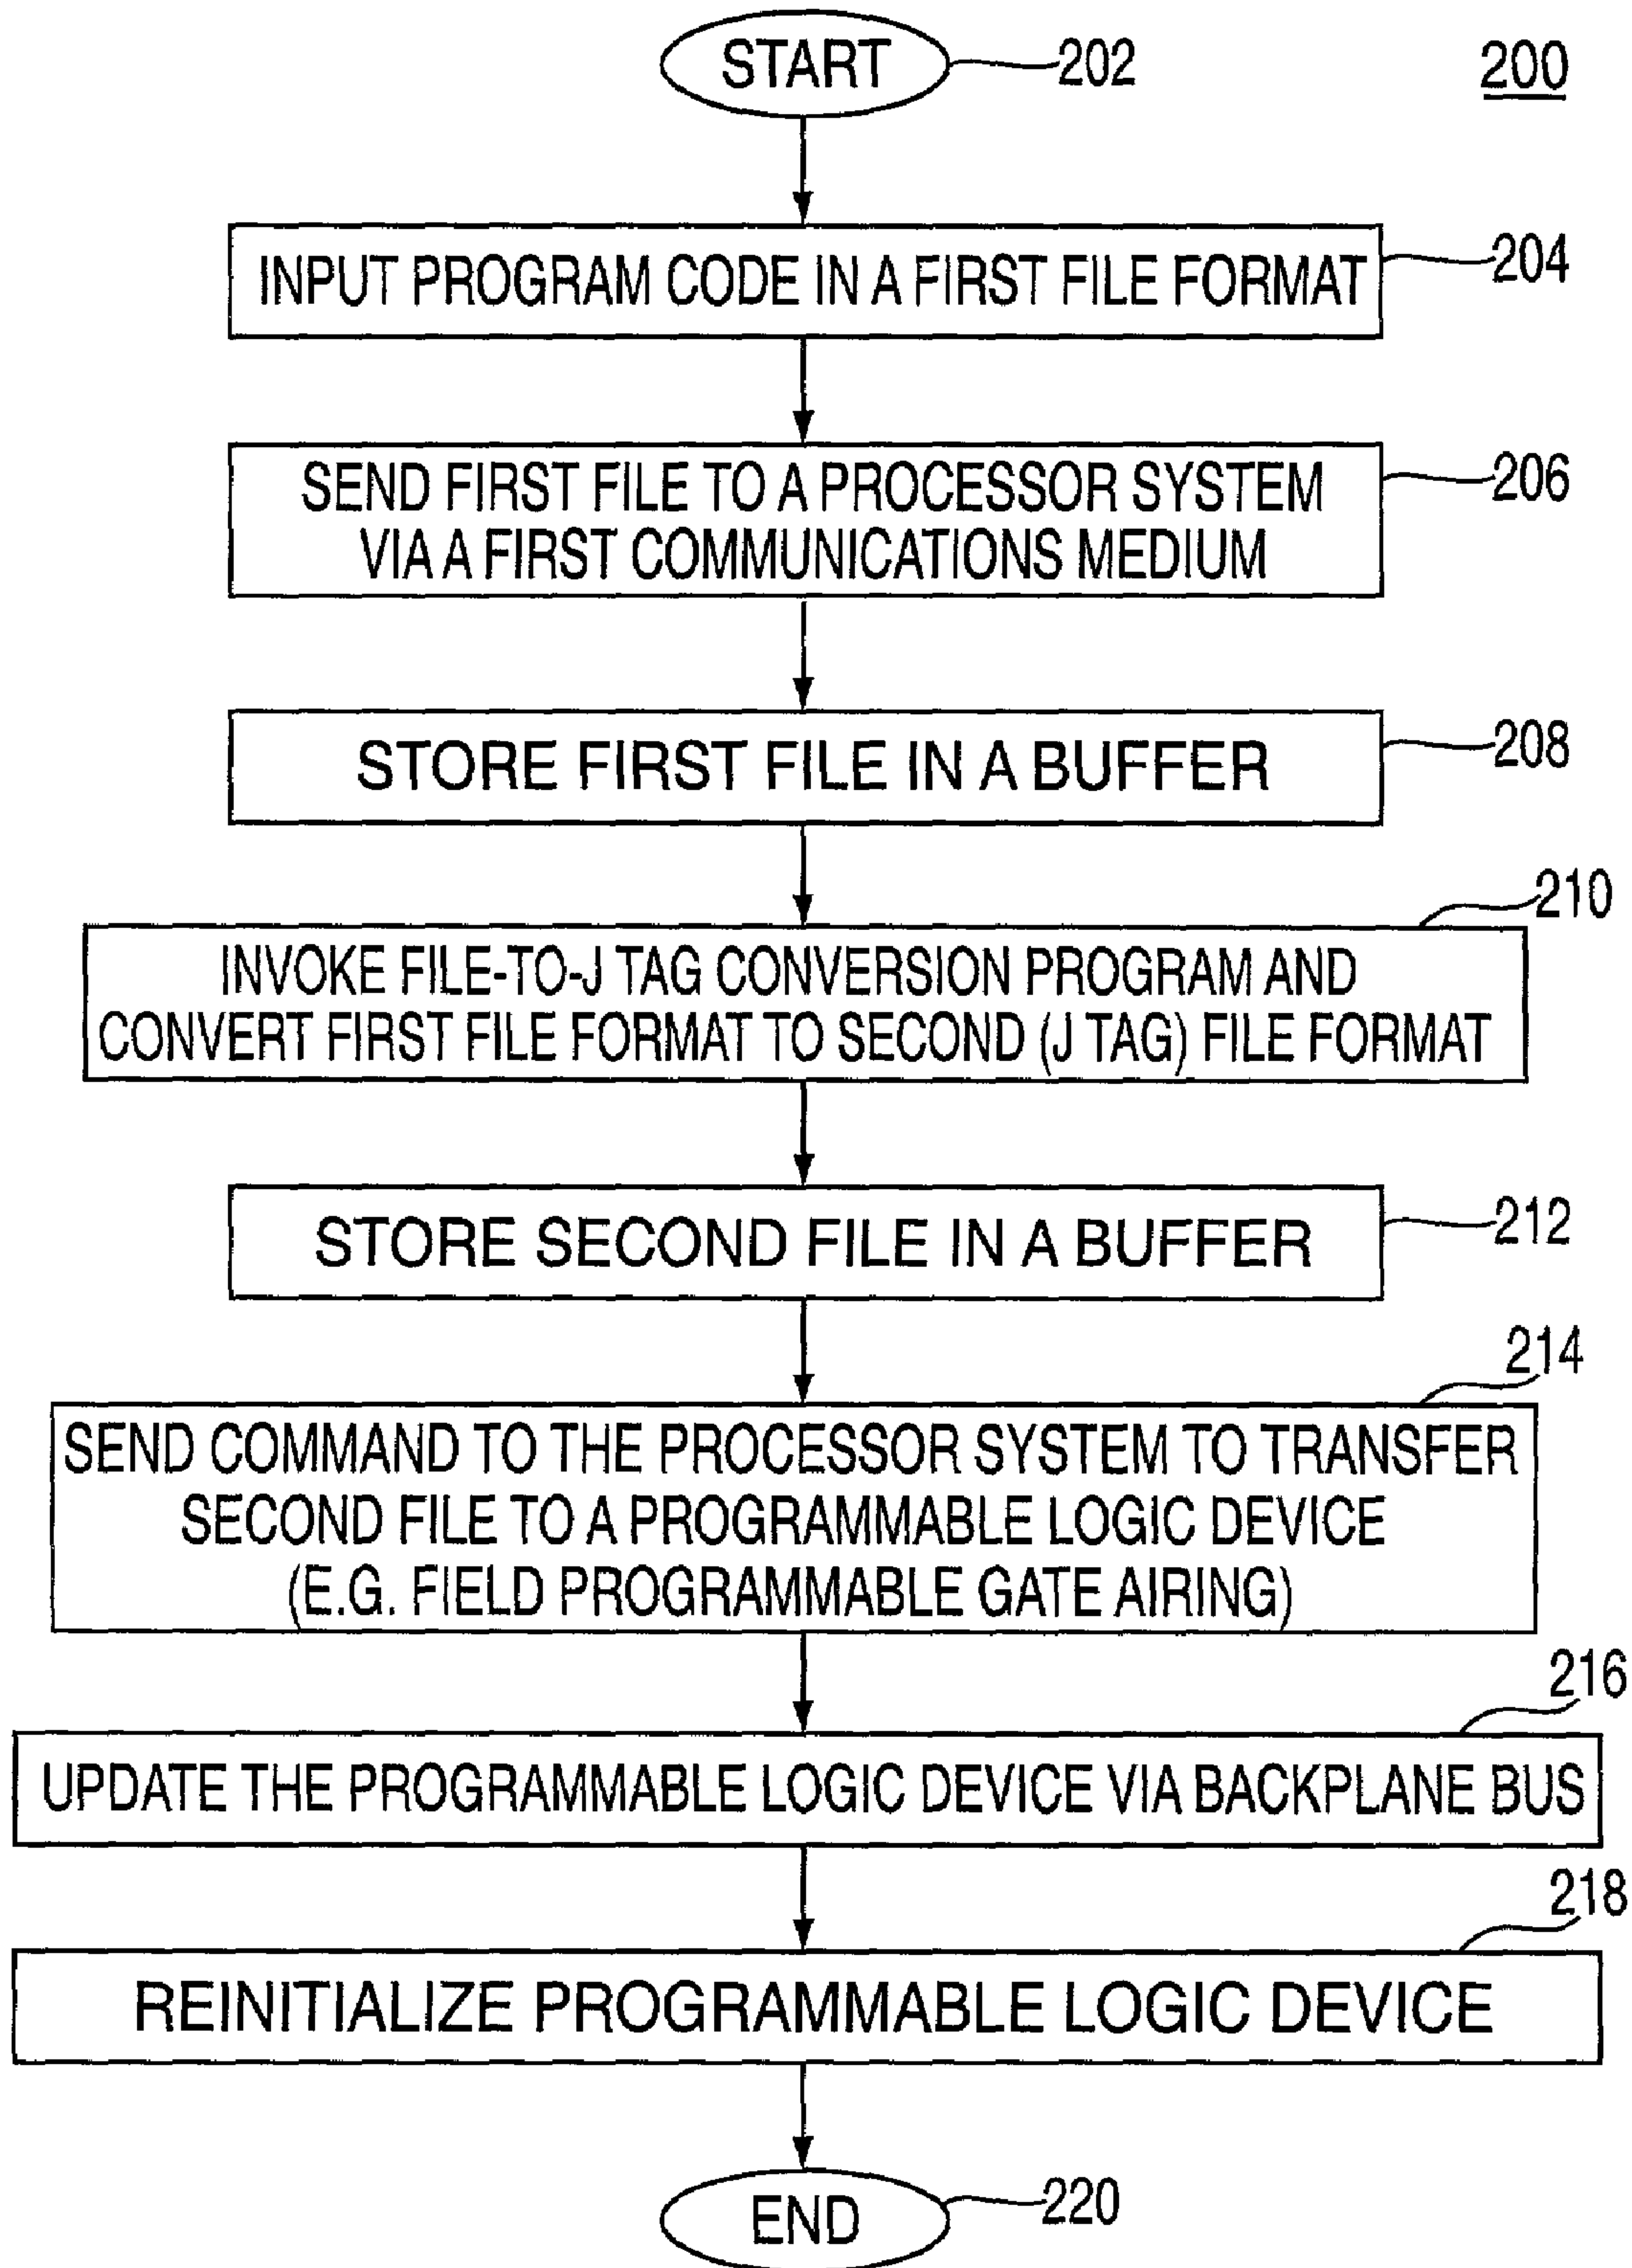 START
202
200
INPUT PROGRAM CODE IN A FIRST FILE FORMAT
204
SEND FIRST FILE TO A PROCESSOR SYSTEM
VIA A FIRST COMMUNICATIONS MEDIUM
206
STORE FIRST FILE IN A BUFFER
208
210
INVOKE FILE-TO-J TAG CONVERSION PROGRAM AND
CONVERT FIRST FILE FORMAT TO SECOND (J TAG) FILE FORMAT
STORE SECOND FILE IN A BUFFER
212
214
SEND COMMAND TO THE PROCESSOR SYSTEM TO TRANSFER
SECOND FILE TO A PROGRAMMABLE LOGIC DEVICE
(E.G. FIELD PROGRAMMABLE GATE AIRING)
216
UPDATE THE PROGRAMMABLE LOGIC DEVICE VIA BACKPLANE BUS
218
REINITIALIZE PROGRAMMABLE LOGIC DEVICE
END
220